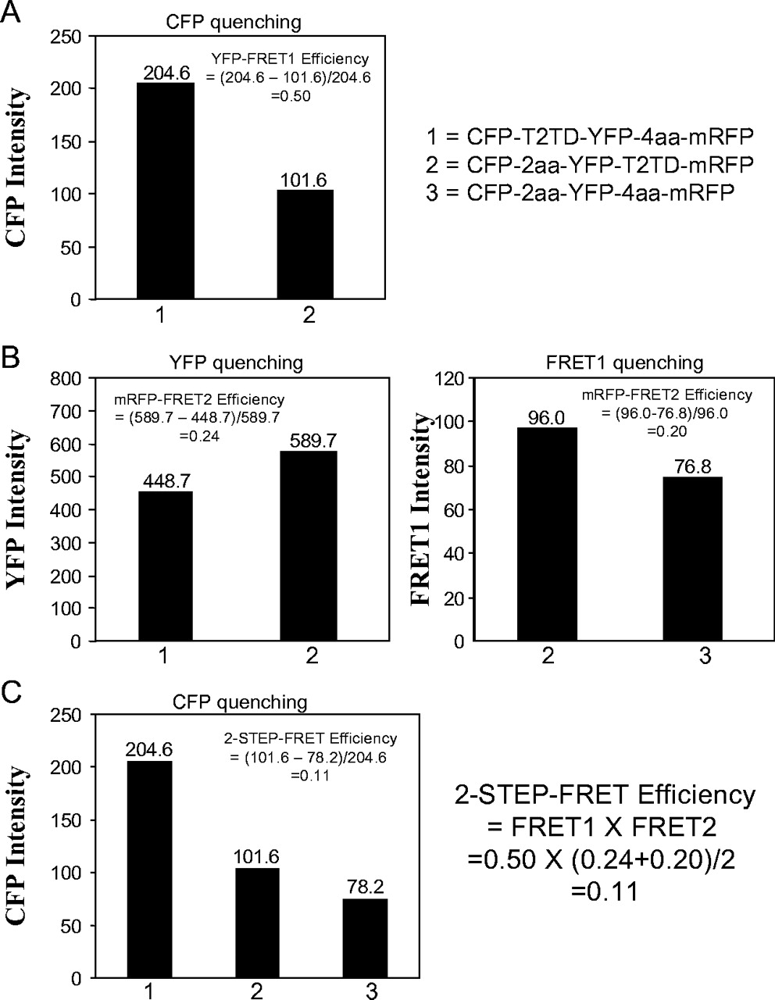 A
CFP quenching
CFP Intensity
250
200
150
100
50
0
YFP-FRET1 Efficiency
= (204.6 – 101.6)/204.6
=0.50
204.6
101.6
1
2
1 = CFP-T2TD-YFP-4aa-mRFP
2 = CFP-2aa-YFP-T2TD-mRFP
3 = CFP-2aa-YFP-4aa-mRFP
B
YFP quenching
YFP Intensity
800
700
600
500
400
300
200
100
0
mRFP-FRET2 Efficiency
= (589.7 – 448.7)/589.7
=0.24
448.7
589.7
1
2
FRET1 quenching
FRET1 Intensity
120
100
80
60
40
20
0
mRFP-FRET2 Efficiency
= (96.0-76.8)/96.0
=0.20
96.0
76.8
2
3
C
CFP quenching
CFP Intensity
250
200
150
100
50
0
2-STEP-FRET Efficiency
= (101.6 – 78.2)/204.6
=0.11
204.6
101.6
78.2
1
2
3
2-STEP-FRET Efficiency
= FRET1 X FRET2
=0.50 X (0.24+0.20)/2
=0.11